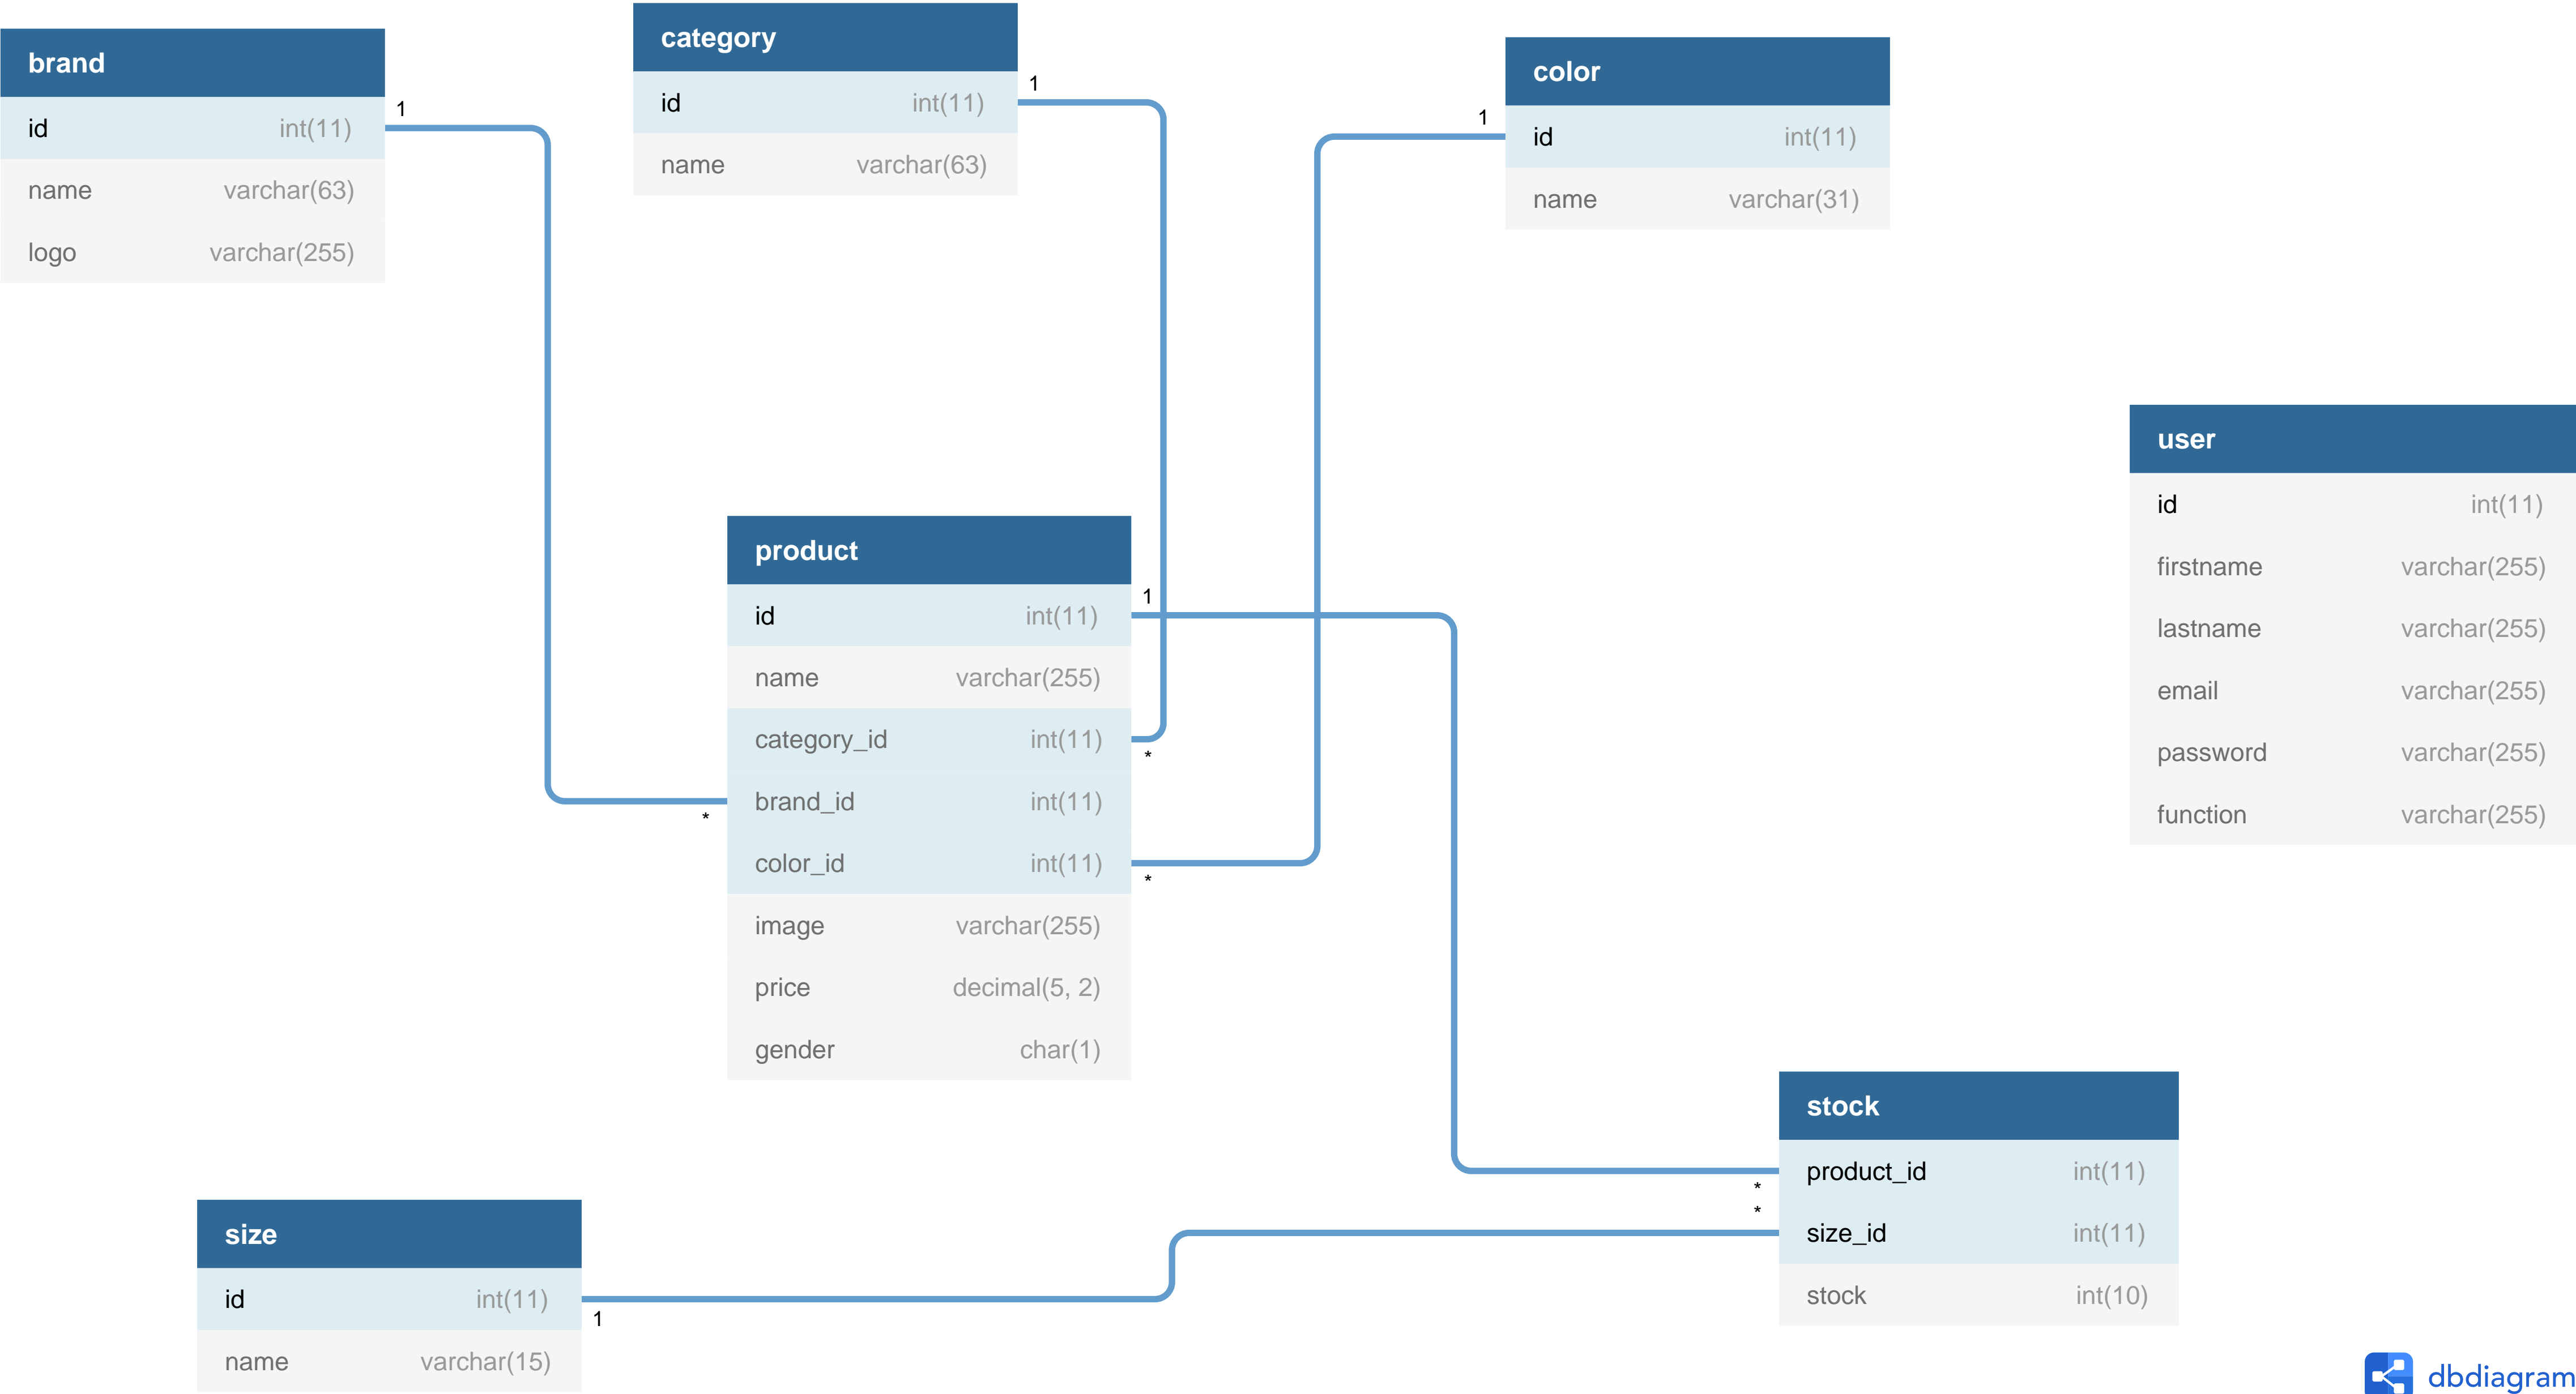 brand
id int(11)
name varchar(63)
logo varchar(255)
1
category
id int(11)
name varchar(63)
1
color
id int(11)
name varchar(31)
1
user
id int(11)
firstname varchar(255)
lastname varchar(255)
email varchar(255)
password varchar(255)
function varchar(255)
product
id int(11)
name varchar(255)
category_id int(11)
brand_id int(11)
color_id int(11)
image varchar(255)
price decimal(5, 2)
gender char(1)
1
*
*
*
stock
product_id int(11)
size_id int(11)
stock int(10)
*
*
size
id int(11)
name varchar(15)
1
dbdiagram